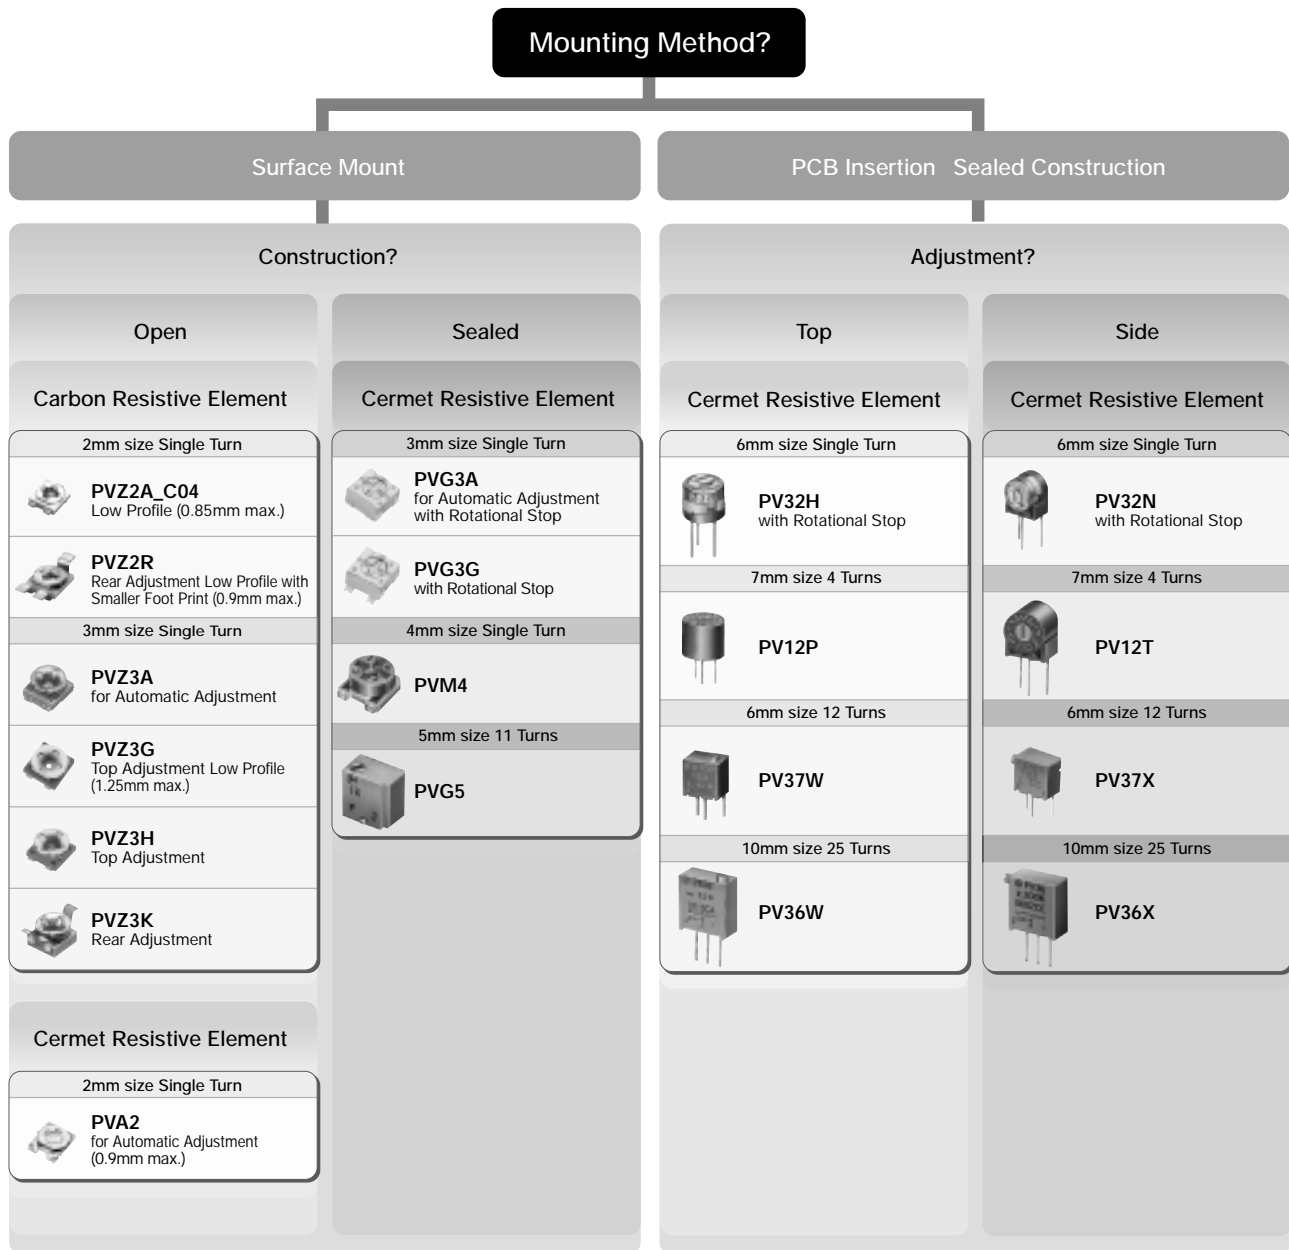 Mounting Method?
Surface Mount
PCB Insertion Sealed Construction
Construction?
Adjustment?
Open
Sealed
Top
Side
Carbon Resistive Element
2mm size Single Turn
PVZ2A_C04
Low Profile (0.85mm max.)
PVZ2R
Rear Adjustment Low Profile with
Smaller Foot Print (0.9mm max.)
3mm size Single Turn
PVZ3A
for Automatic Adjustment
PVZ3G
Top Adjustment Low Profile
(1.25mm max.)
PVZ3H
Top Adjustment
PVZ3K
Rear Adjustment
Cermet Resistive Element
2mm size Single Turn
PVA2
for Automatic Adjustment
(0.9mm max.)
Cermet Resistive Element
3mm size Single Turn
PVG3A
for Automatic Adjustment
with Rotational Stop
PVG3G
with Rotational Stop
4mm size Single Turn
PVM4
5mm size 11 Turns
PVG5
Cermet Resistive Element
6mm size Single Turn
PV32H
with Rotational Stop
7mm size 4 Turns
PV12P
6mm size 12 Turns
PV37W
10mm size 25 Turns
PV36W
Cermet Resistive Element
6mm size Single Turn
PV32N
with Rotational Stop
7mm size 4 Turns
PV12T
6mm size 12 Turns
PV37X
10mm size 25 Turns
PV36X